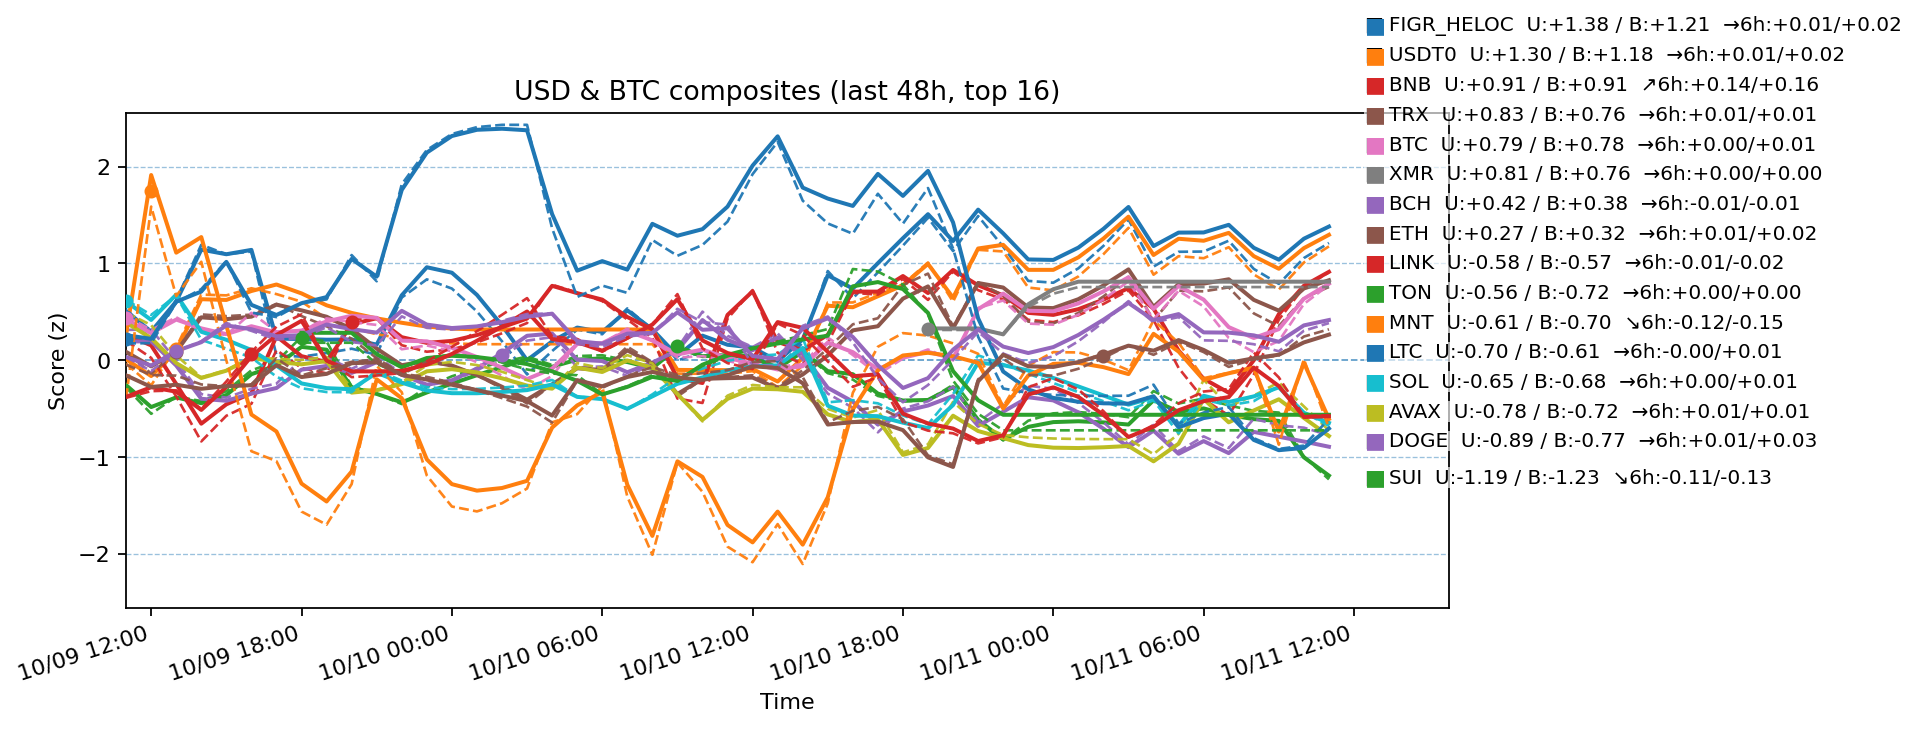 FIGR_HELOC U:+1.38 / B:+1.21 →6h:+0.01/+0.02
USDT0 U:+1.30 / B:+1.18 →6h:+0.01/+0.02
USD & BTC composites (last 48h, top 16)
BNB U:+0.91 / B:+0.91 ↗6h:+0.14/+0.16
TRX U:+0.83 / B:+0.76 →6h:+0.01/+0.01
BTC U:+0.79 / B:+0.78 →6h:+0.00/+0.01
XMR U:+0.81 / B:+0.76 →6h:+0.00/+0.00
BCH U:+0.42 / B:+0.38 →6h:-0.01/-0.01
ETH U:+0.27 / B:+0.32 →6h:+0.01/+0.02
LINK U:-0.58 / B:-0.57 →6h:-0.01/-0.02
TON U:-0.56 / B:-0.72 →6h:+0.00/+0.00
MNT U:-0.61 / B:-0.70 ↘6h:-0.12/-0.15
LTC U:-0.70 / B:-0.61 →6h:-0.00/+0.01
SOL U:-0.65 / B:-0.68 →6h:+0.00/+0.01
AVAX U:-0.78 / B:-0.72 →6h:+0.01/+0.01
DOGE U:-0.89 / B:-0.77 →6h:+0.01/+0.03
SUI U:-1.19 / B:-1.23 ↘6h:-0.11/-0.13
Score (z)
2
1
0
−1
−2
10/09 12:00
10/09 18:00
10/10 00:00
10/10 06:00
10/10 12:00
10/10 18:00
10/11 00:00
10/11 06:00
10/11 12:00
Time